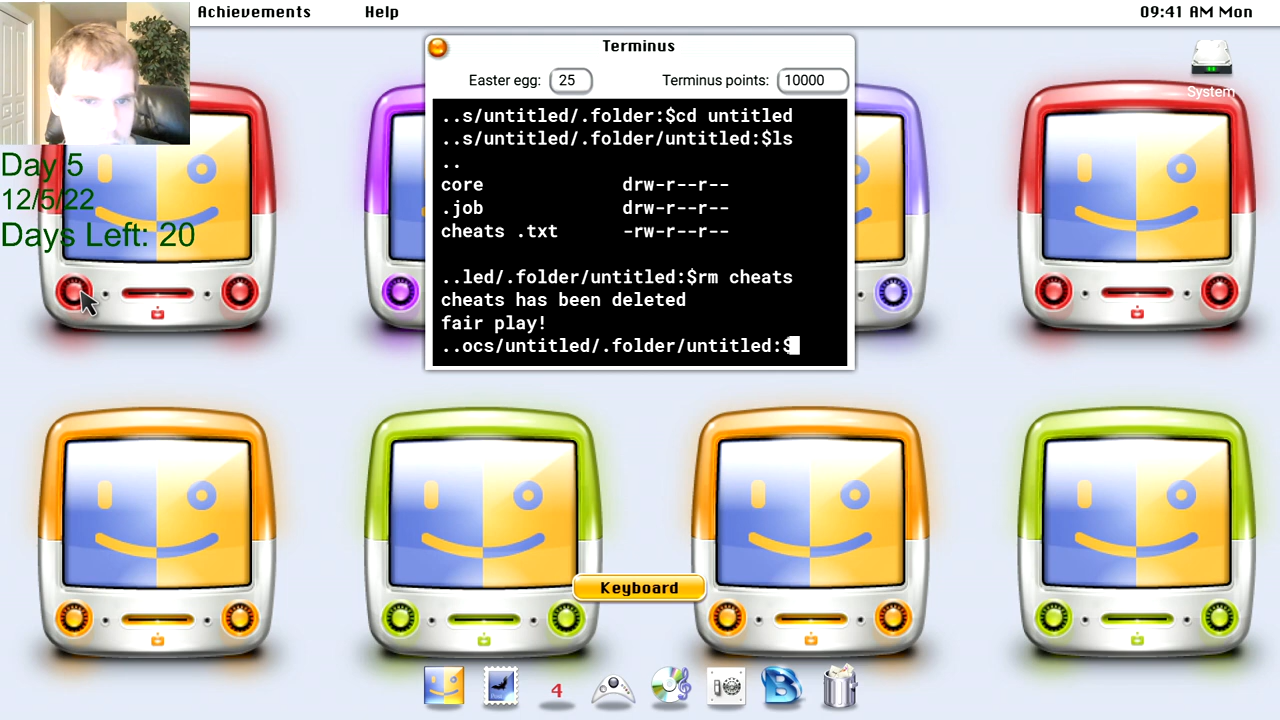 Achievements Help 09:41 AM Mon
Terminus
Easter egg: 25 Terminus points: 10000
System
..s/untitled/.folder:$cd untitled
..s/untitled/.folder/untitled:$ls
..
core drw-r--r--
.job drw-r--r--
cheats .txt -rw-r--r--
..led/.folder/untitled:$rm cheats
cheats has been deleted
fair play!
..ocs/untitled/.folder/untitled:$
Day 5
12/5/22
Days Left: 20
Keyboard
4
B